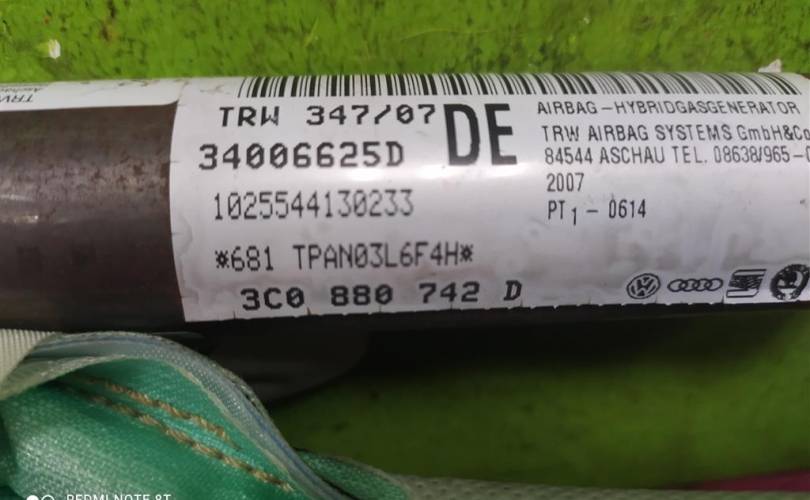 TRW 347/07
DE
34006625D
1025544130233
*681 TPAN03L6F4H*
3C0 880 742 D
AIRBAG-HYBRIDGASGENERATOR
TRW AIRBAG SYSTEMS GmbH&Co
84544 ASCHAU TEL. 08638/965-
2007
PT1 - 0614
TRW
REDMI NOTE 8T